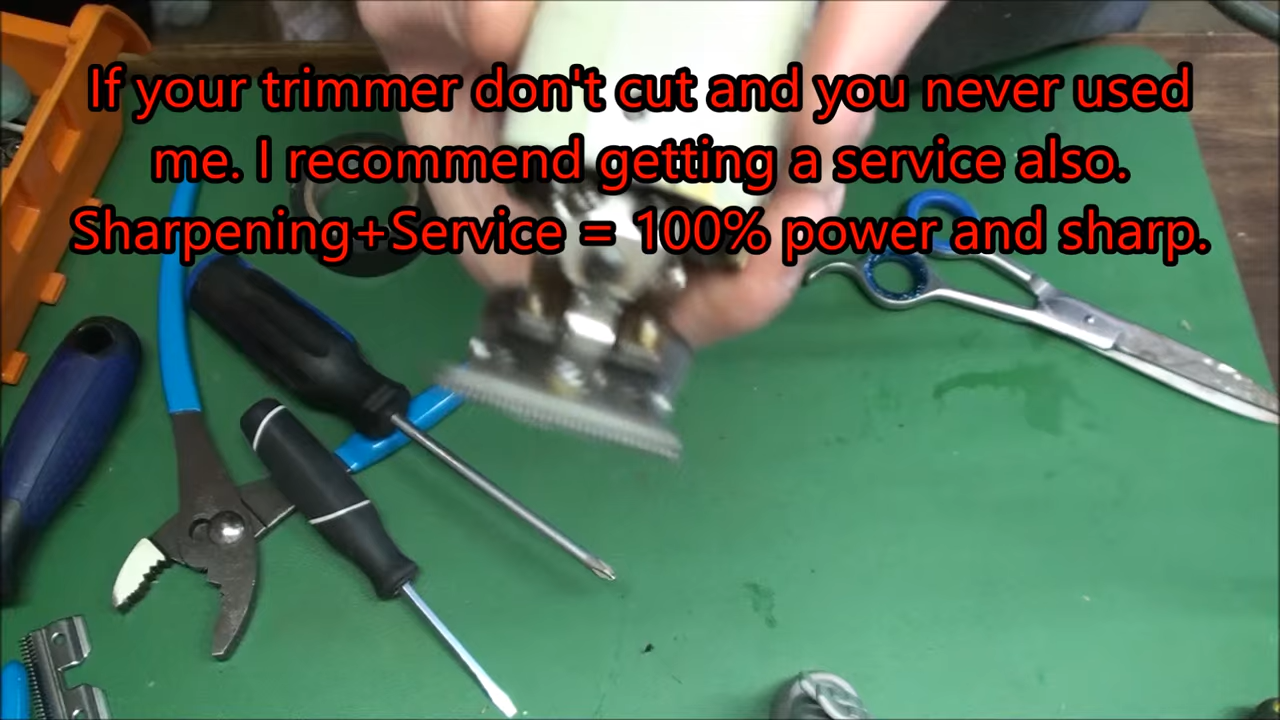 If your trimmer don't cut and you never used
me. I recommend getting a service also.
Sharpening+Service = 100% power and sharp.